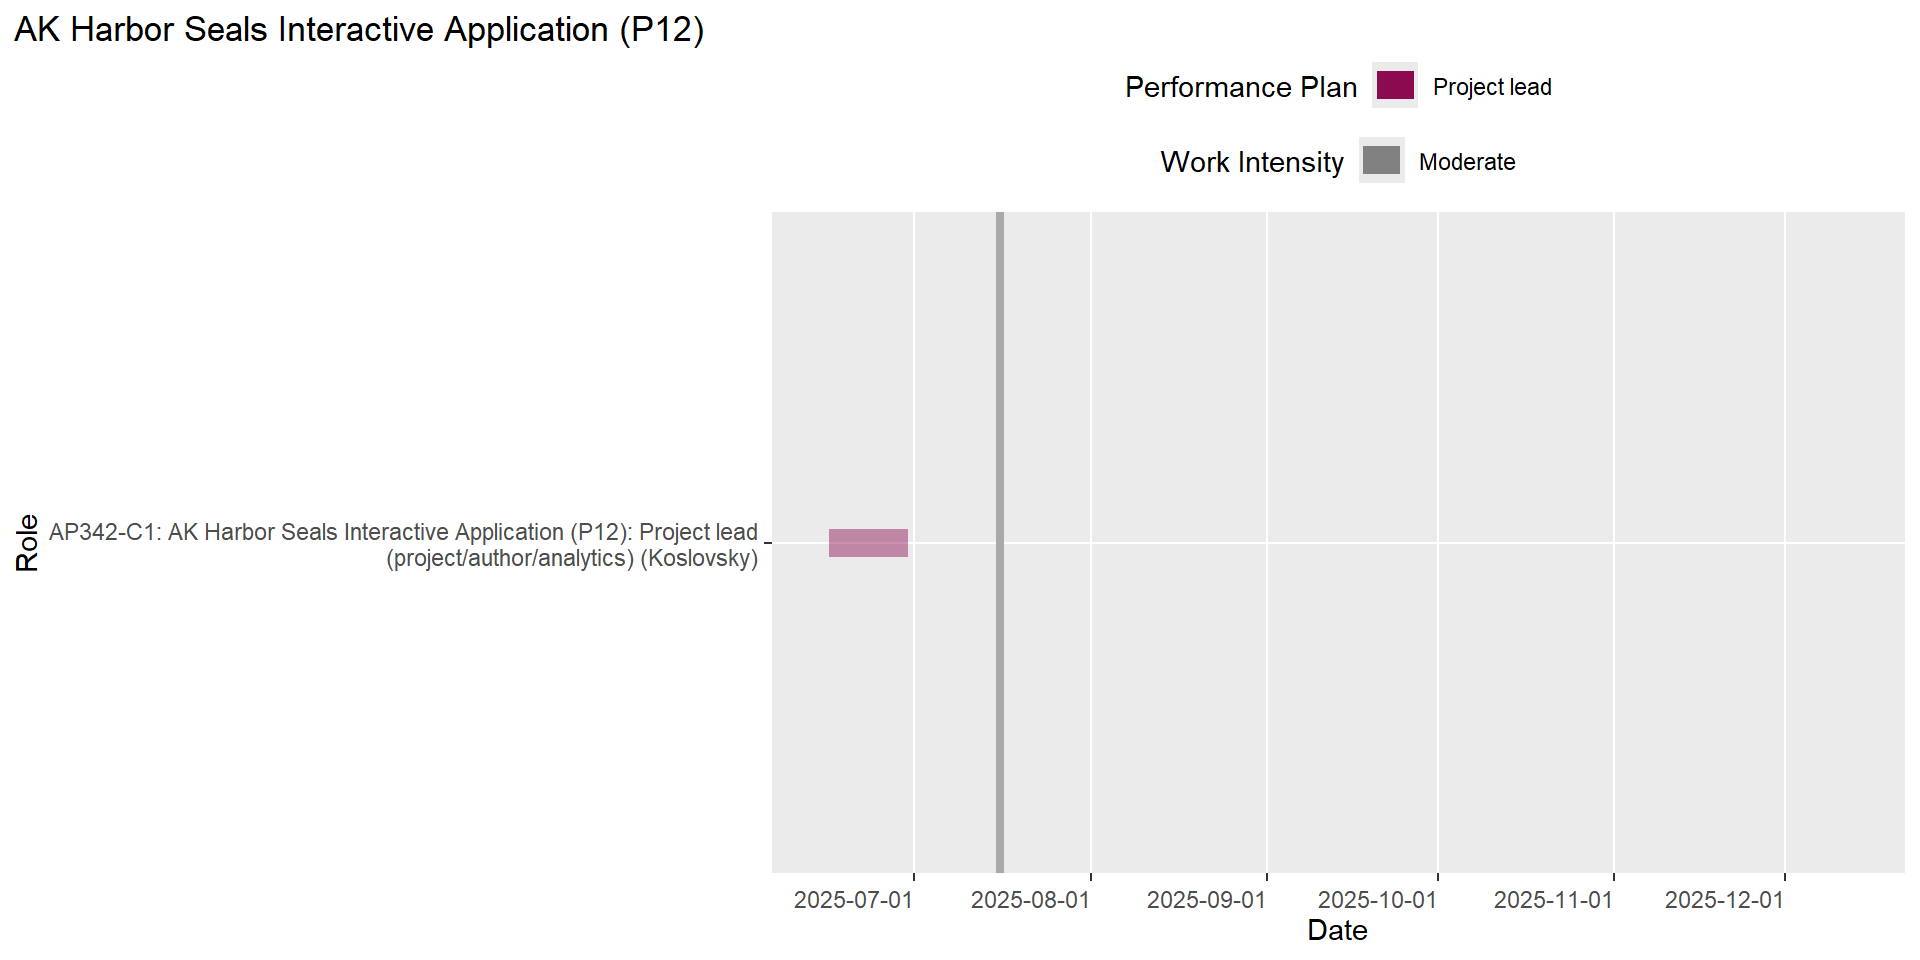 AK Harbor Seals Interactive Application (P12)
Performance Plan
Project lead
Work Intensity
Moderate
Role
AP342-C1: AK Harbor Seals Interactive Application (P12): Project lead
(project/author/analytics) (Koslovsky)
2025-07-01
2025-08-01
2025-09-01
2025-10-01
2025-11-01
2025-12-01
Date